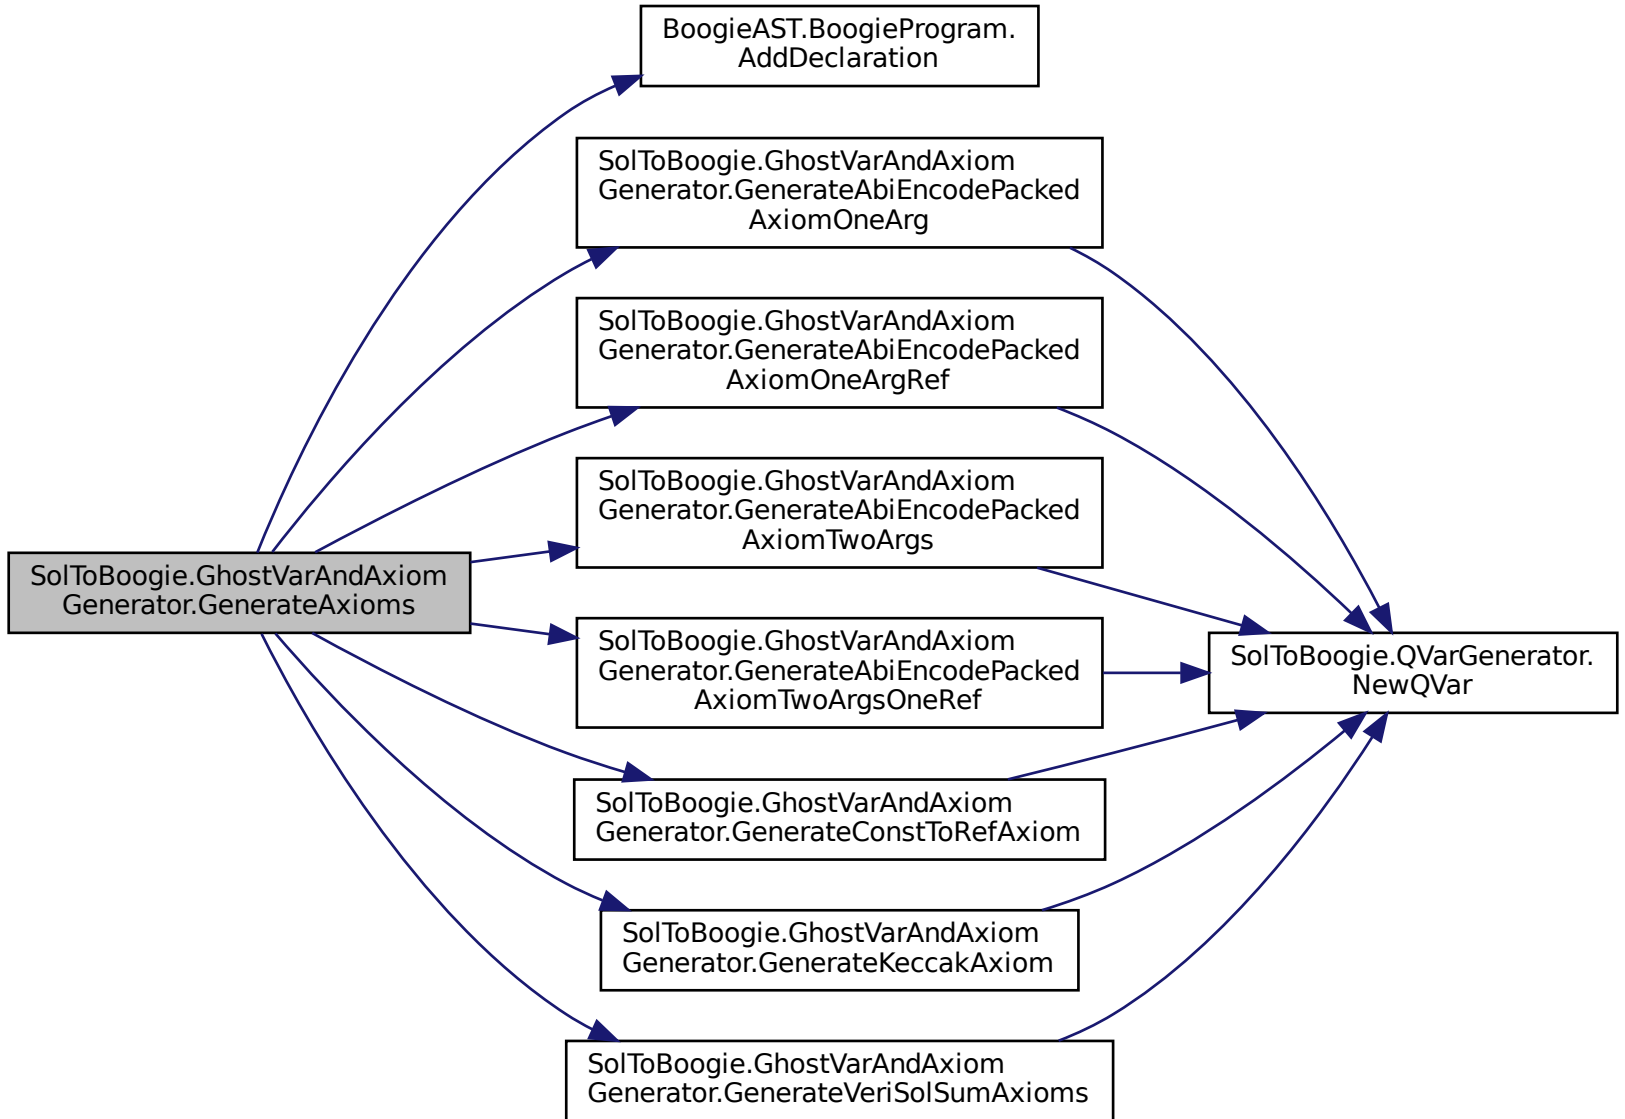 BoogieAST.BoogieProgram.
AddDeclaration
SolToBoogie.GhostVarAndAxiom
Generator.GenerateAbiEncodePacked
AxiomOneArg
SolToBoogie.GhostVarAndAxiom
Generator.GenerateAbiEncodePacked
AxiomOneArgRef
SolToBoogie.GhostVarAndAxiom
Generator.GenerateAbiEncodePacked
AxiomTwoArgs
SolToBoogie.GhostVarAndAxiom
Generator.GenerateAxioms
SolToBoogie.GhostVarAndAxiom
Generator.GenerateAbiEncodePacked
AxiomTwoArgsOneRef
SolToBoogie.QVarGenerator.
NewQVar
SolToBoogie.GhostVarAndAxiom
Generator.GenerateConstToRefAxiom
SolToBoogie.GhostVarAndAxiom
Generator.GenerateKeccakAxiom
SolToBoogie.GhostVarAndAxiom
Generator.GenerateVeriSolSumAxioms